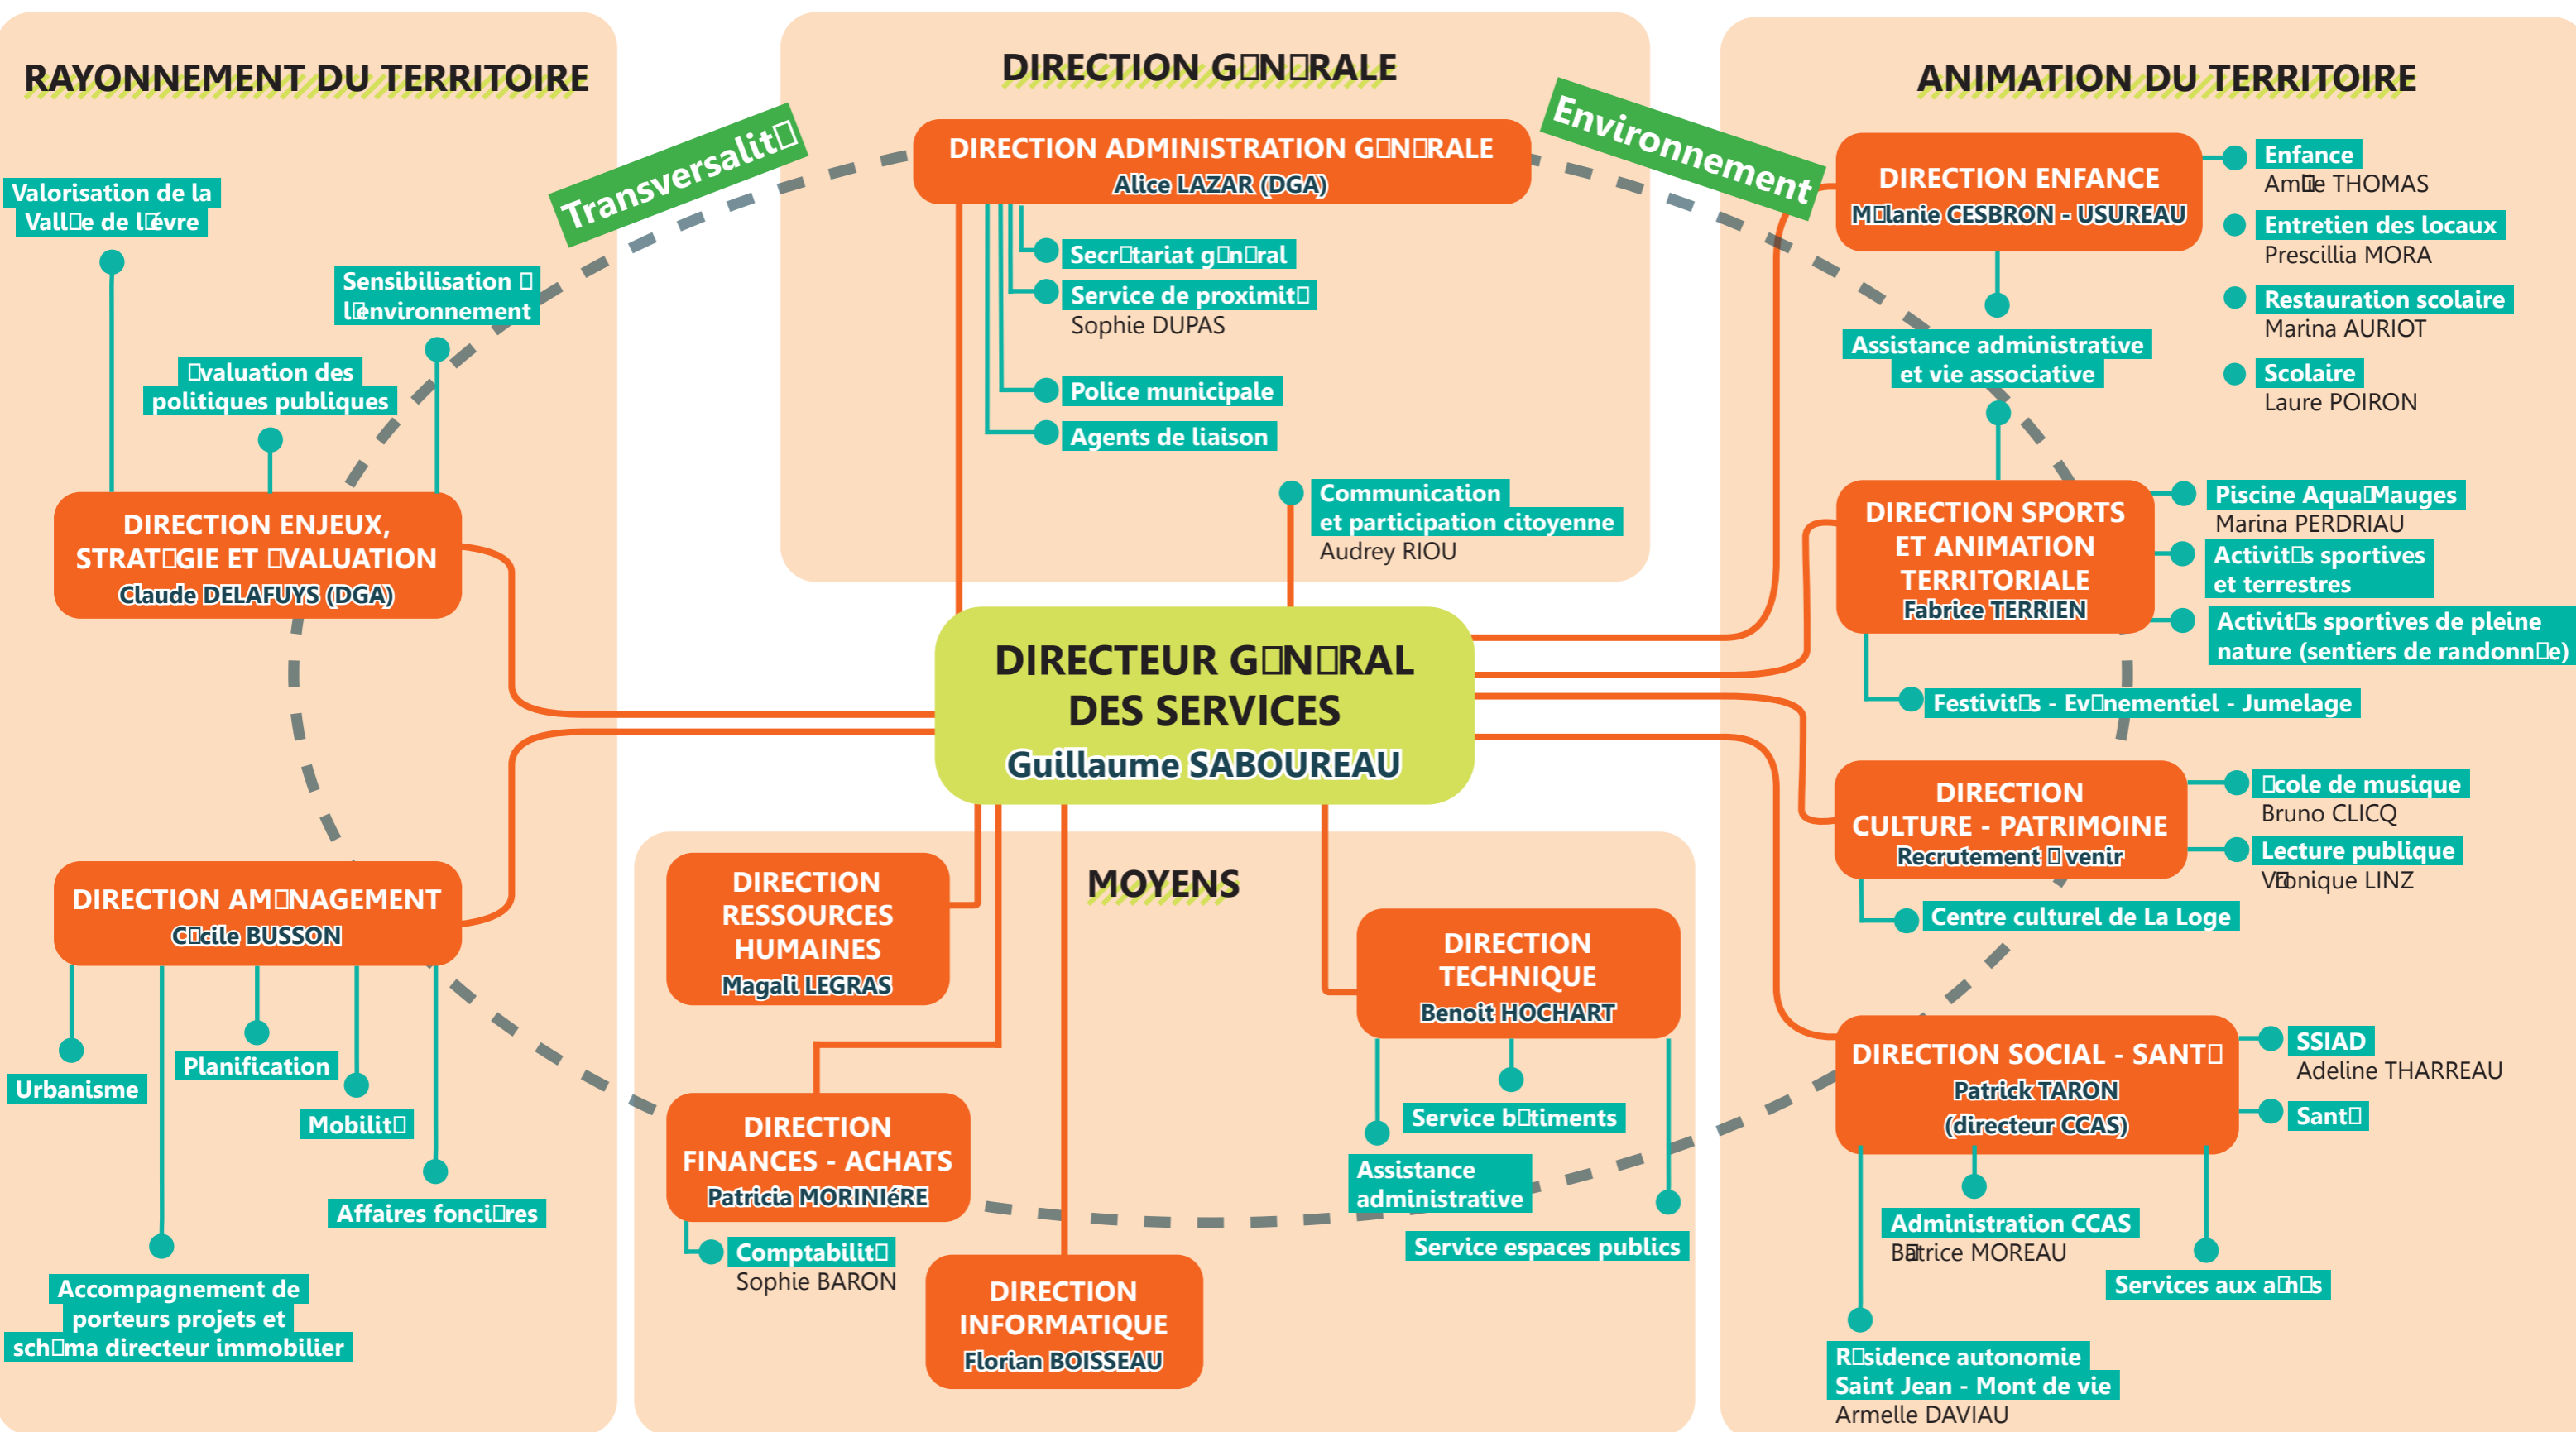 RAYONNEMENT DU TERRITOIRE
Valorisation de la
Vall□e de l□èvre
Sensibilisation □
l□environnement
□valuation des
politiques publiques
DIRECTION ENJEUX,
STRAT□GIE ET □VALUATION
Claude DELAFUYS (DGA)
DIRECTION AM□NAGEMENT
C□cile BUSSON
Urbanisme
Planification
Mobilit□
Affaires fonci□res
Accompagnement de
porteurs projets et
sch□ma directeur immobilier
Transversalit□
Environnement
DIRECTION G□N□RALE
DIRECTION ADMINISTRATION G□N□RALE
Alice LAZAR (DGA)
Secr□tariat g□n□ral
Service de proximit□
Sophie DUPAS
Police municipale
Agents de liaison
Communication
et participation citoyenne
Audrey RIOU
DIRECTEUR G□N□RAL
DES SERVICES
Guillaume SABOUREAU
MOYENS
DIRECTION
RESSOURCES
HUMAINES
Magali LEGRAS
DIRECTION
FINANCES - ACHATS
Patricia MORINIéRE
Comptabilit□
Sophie BARON
DIRECTION
INFORMATIQUE
Florian BOISSEAU
DIRECTION
TECHNIQUE
Benoit HOCHART
Service b□timents
Assistance
administrative
Service espaces publics
ANIMATION DU TERRITOIRE
DIRECTION ENFANCE
M□lanie CESBRON - USUREAU
Enfance
Am□lie THOMAS
Entretien des locaux
Prescillia MORA
Restauration scolaire
Marina AURIOT
Scolaire
Laure POIRON
Assistance administrative
et vie associative
DIRECTION SPORTS
ET ANIMATION
TERRITORIALE
Fabrice TERRIEN
Piscine Aqua□Mauges
Marina PERDRIAU
Activit□s sportives
et terrestres
Activit□s sportives de pleine
nature (sentiers de randonn□e)
Festivit□s - Ev□nementiel - Jumelage
DIRECTION
CULTURE - PATRIMOINE
Recrutement □ venir
□cole de musique
Bruno CLICQ
Lecture publique
V□ronique LINZ
Centre culturel de La Loge
DIRECTION SOCIAL - SANT□
Patrick TARON
(directeur CCAS)
SSIAD
Adeline THARREAU
Sant□
Administration CCAS
B□atrice MOREAU
Services aux a□n□s
R□sidence autonomie
Saint Jean - Mont de vie
Armelle DAVIAU